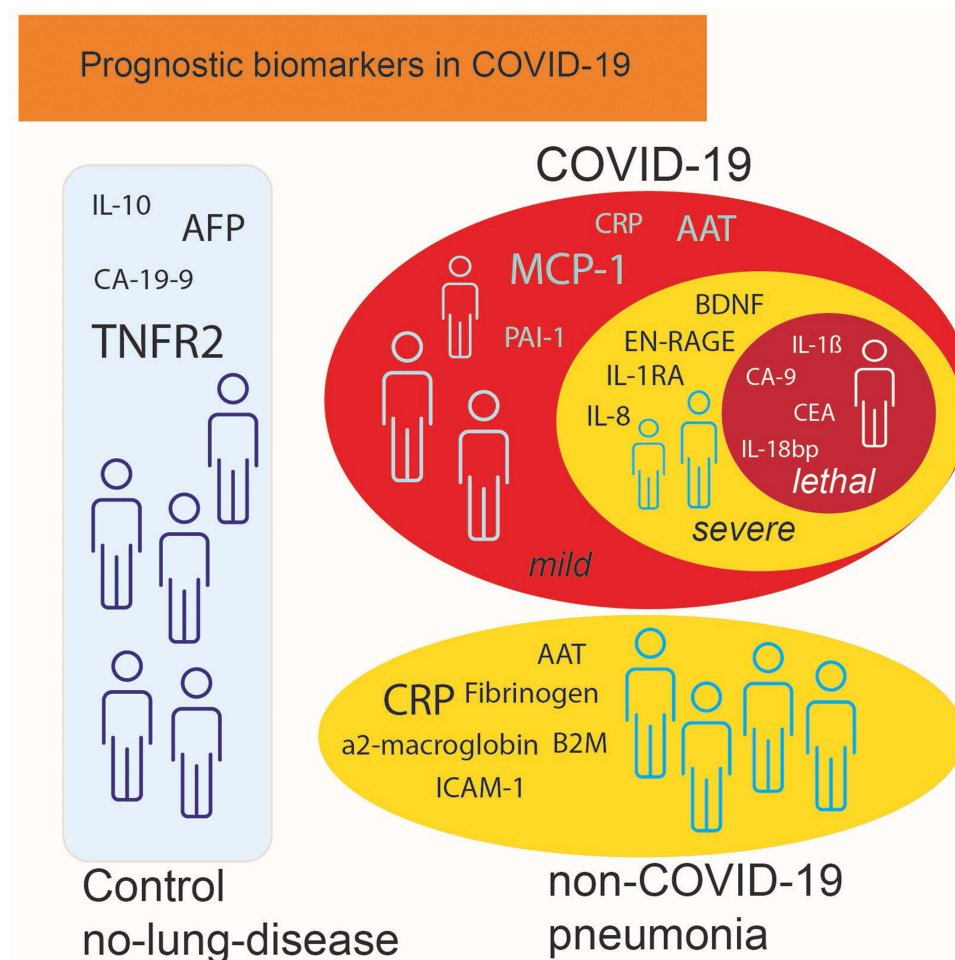 Prognostic biomarkers in COVID-19
IL-10
AFP
CA-19-9
TNFR2
Control
no-lung-disease
COVID-19
CRP
AAT
MCP-1
PAI-1
mild
BDNF
EN-RAGE
IL-1RA
IL-8
severe
IL-1ß
CA-9
CEA
IL-18bp
lethal
AAT
CRP Fibrinogen
a2-macroglobin B2M
ICAM-1
non-COVID-19
pneumonia